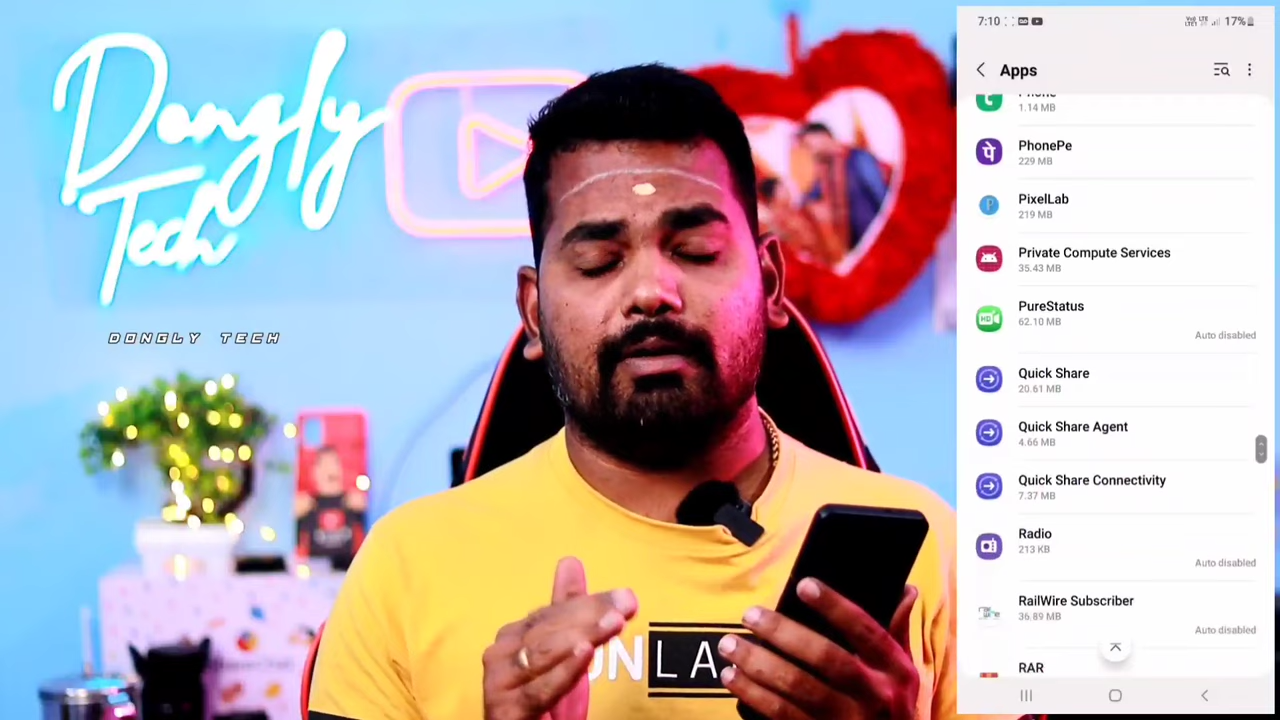 Dongly
Tech
DONGLY TECH
7:10
17%
Apps
Phone
1.14 MB
PhonePe
229 MB
PixelLab
219 MB
Private Compute Services
35.43 MB
PureStatus
62.10 MB
Auto disabled
Quick Share
20.61 MB
Quick Share Agent
4.66 MB
Quick Share Connectivity
7.37 MB
Radio
213 KB
Auto disabled
RailWire Subscriber
36.89 MB
Auto disabled
RAR
पे
P
HD
ONLA